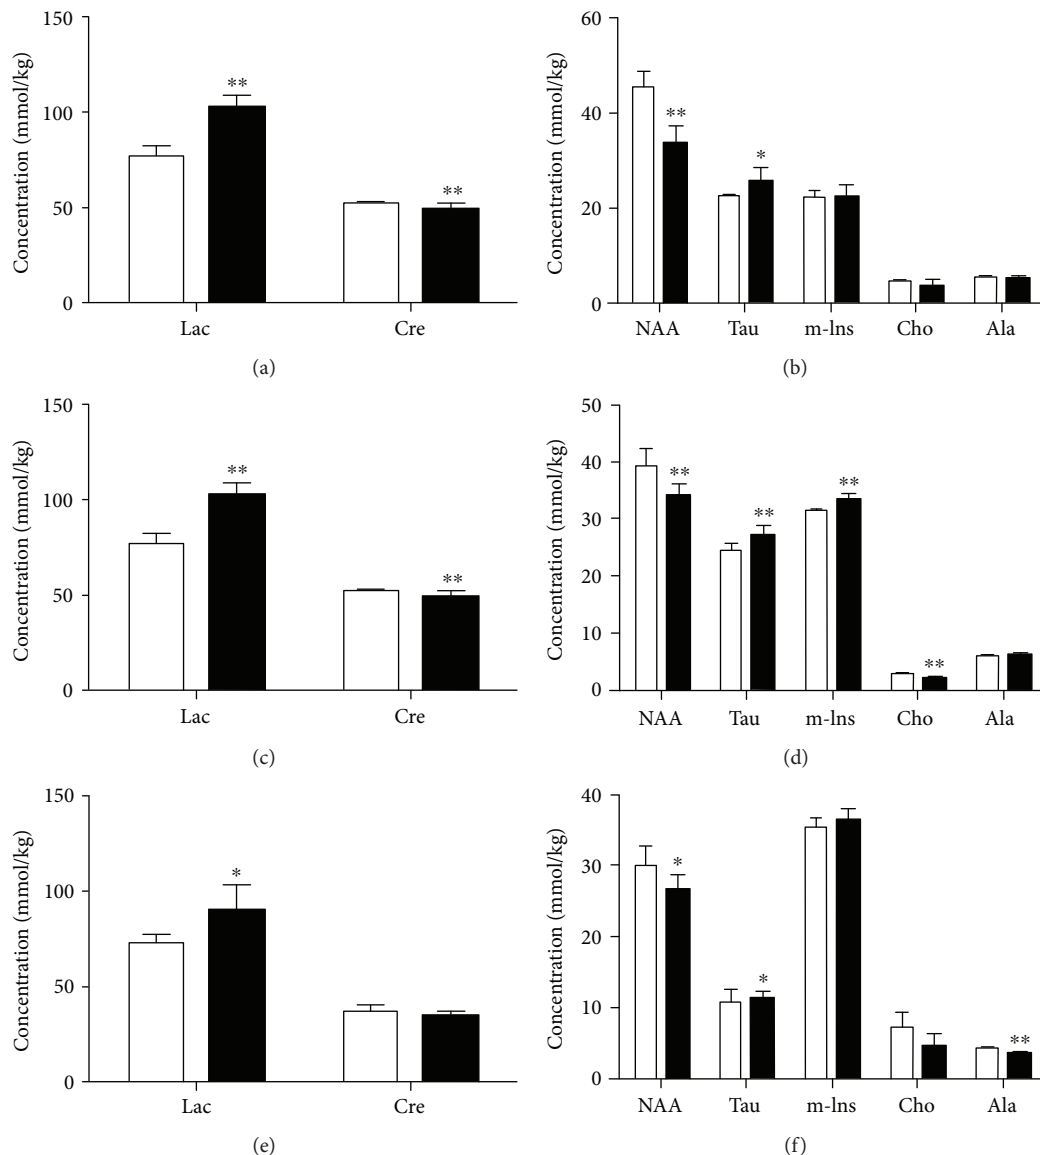 150
100
50
0
Concentration (mmol/kg)
**
**
Lac Cre
(a)
60
40
20
0
Concentration (mmol/kg)
**
*
NAA Tau m-lns Cho Ala
(b)
150
100
50
0
Concentration (mmol/kg)
**
**
Lac Cre
(c)
50
40
30
20
10
0
Concentration (mmol/kg)
**
**
**
**
NAA Tau m-lns Cho Ala
(d)
150
100
50
0
Concentration (mmol/kg)
*
Lac Cre
(e)
40
30
20
10
0
Concentration (mmol/kg)
*
*
**
NAA Tau m-lns Cho Ala
(f)